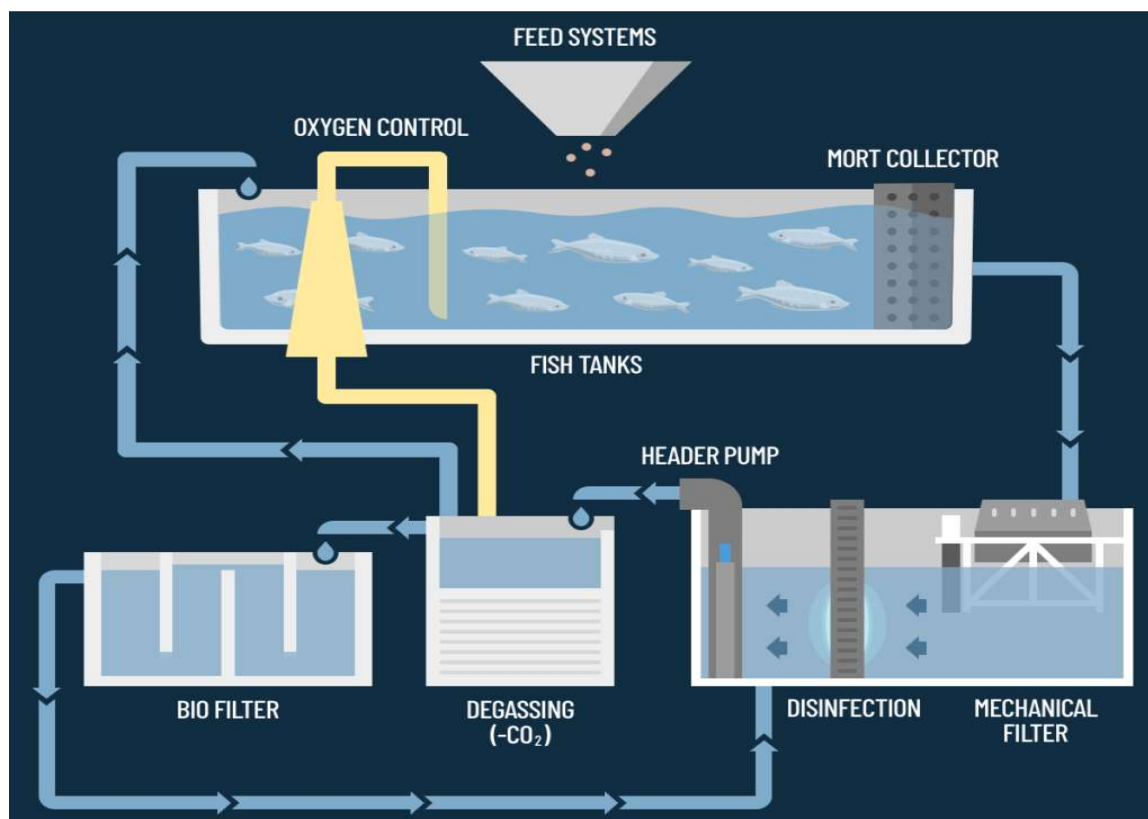 FEED SYSTEMS
OXYGEN CONTROL
MORT COLLECTOR
FISH TANKS
HEADER PUMP
BIO FILTER
DEGASSING
(-CO₂)
DISINFECTION
MECHANICAL
FILTER